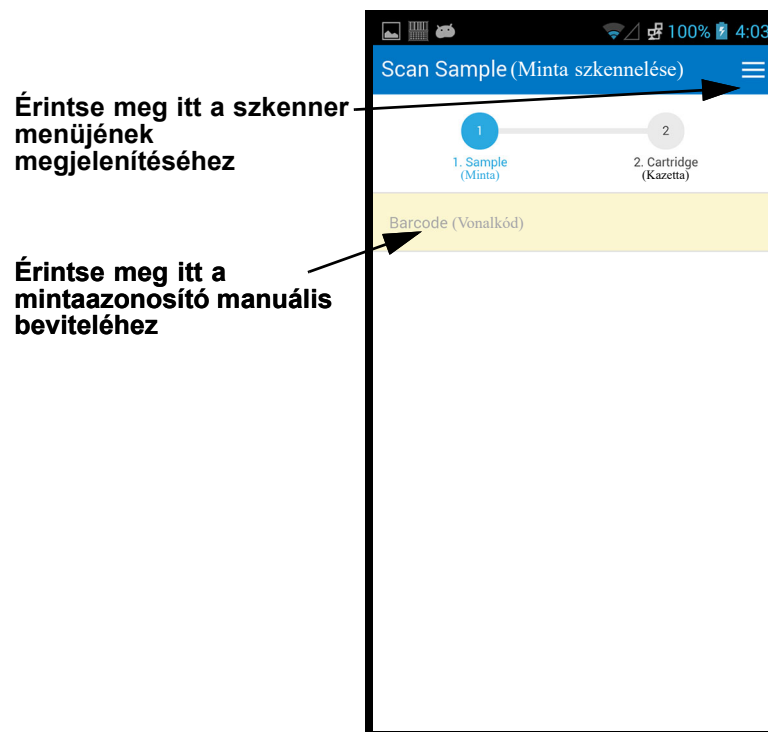 100% 4:03
Scan Sample (Minta szkennelése)
Érintse meg itt a szkenner
menüjének
megjelenítéséhez
1 2
1. Sample 2. Cartridge
(Minta) (Kazetta)
Barcode (Vonalkód)
Érintse meg itt a
mintaazonosító manuális
beviteléhez